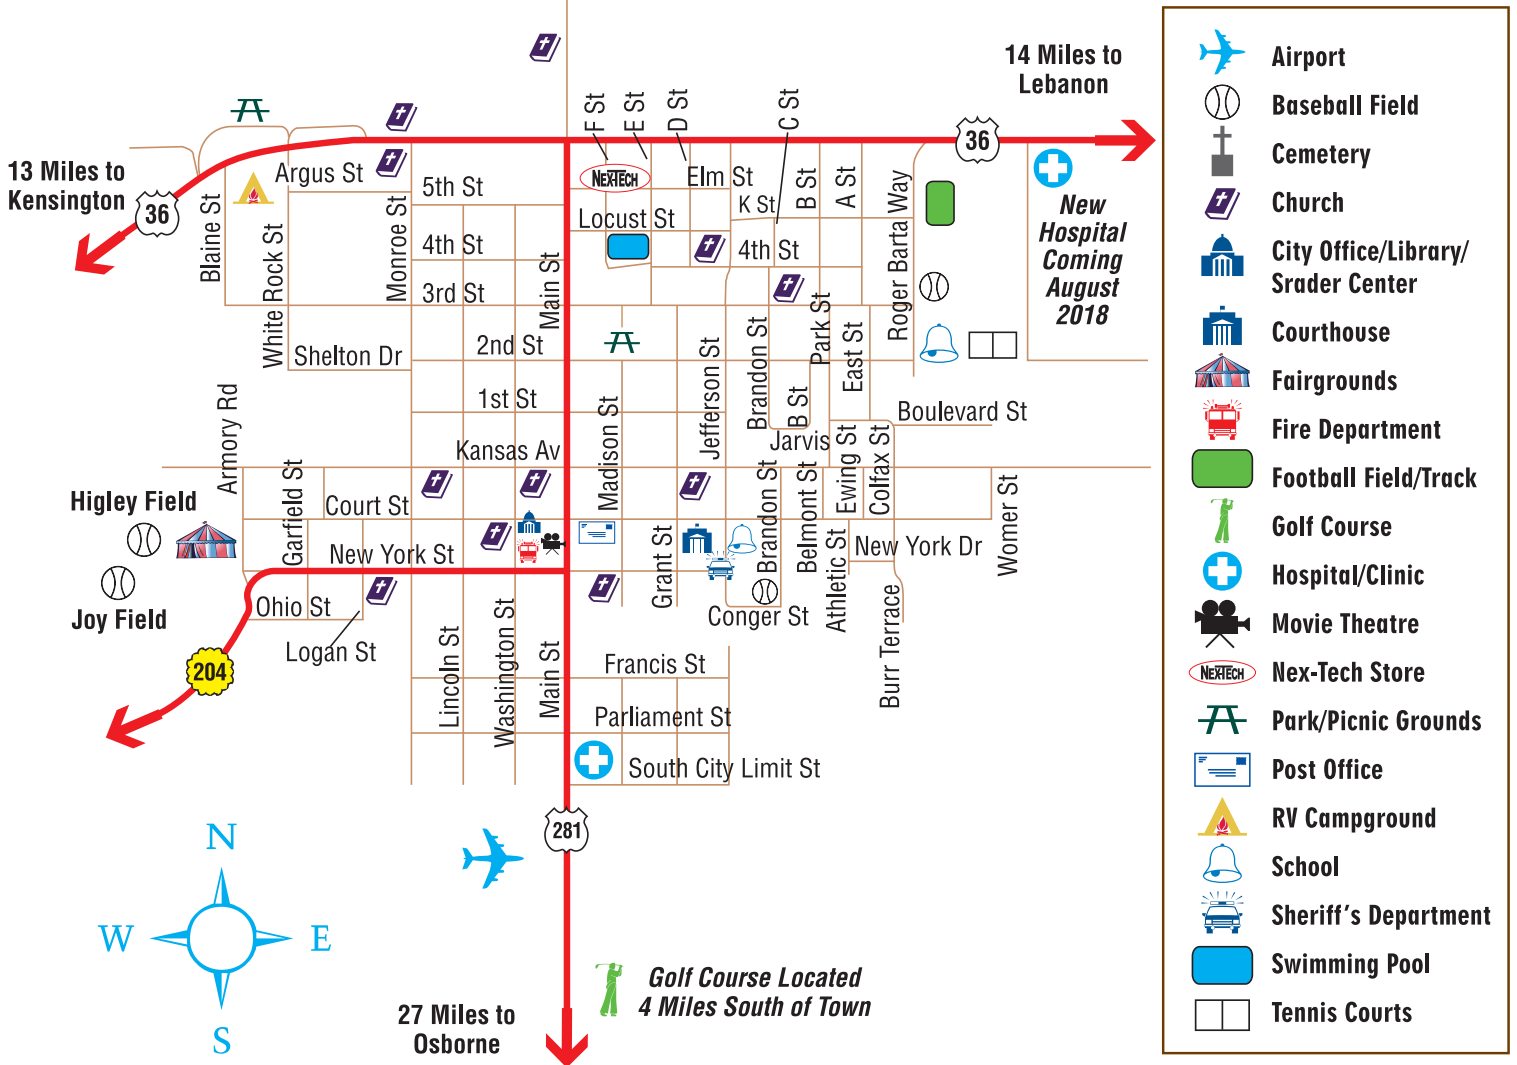 14 Miles to
Lebanon
13 Miles to
Kensington
36
36
F St
E St
D St
C St
NEX-TECH
Argus St
5th St
Elm St
K St
B St
A St
Roger Barta Way
New
Hospital
Coming
August
2018
Blaine St
White Rock St
Monroe St
4th St
3rd St
Main St
Locust St
4th St
Shelton Dr
2nd St
1st St
Kansas Av
Madison St
Jefferson St
Brandon St
B St
Park St
East St
Boulevard St
Jarvis
Armory Rd
Garfield St
Court St
New York St
Higley Field
Joy Field
Ohio St
Logan St
204
Grant St
Brandon St
Belmont St
Ewing St
Colfax St
Womer St
New York Dr
Athletic St
Conger St
Burr Terrace
Lincoln St
Washington St
Main St
Francis St
Parliament St
South City Limit St
281
N
W
E
S
Golf Course Located
4 Miles South of Town
27 Miles to
Osborne
Airport
Baseball Field
Cemetery
Church
City Office/Library/
Srader Center
Courthouse
Fairgrounds
Fire Department
Football Field/Track
Golf Course
Hospital/Clinic
Movie Theatre
NEX-TECH
Nex-Tech Store
Park/Picnic Grounds
Post Office
RV Campground
School
Sheriff's Department
Swimming Pool
Tennis Courts